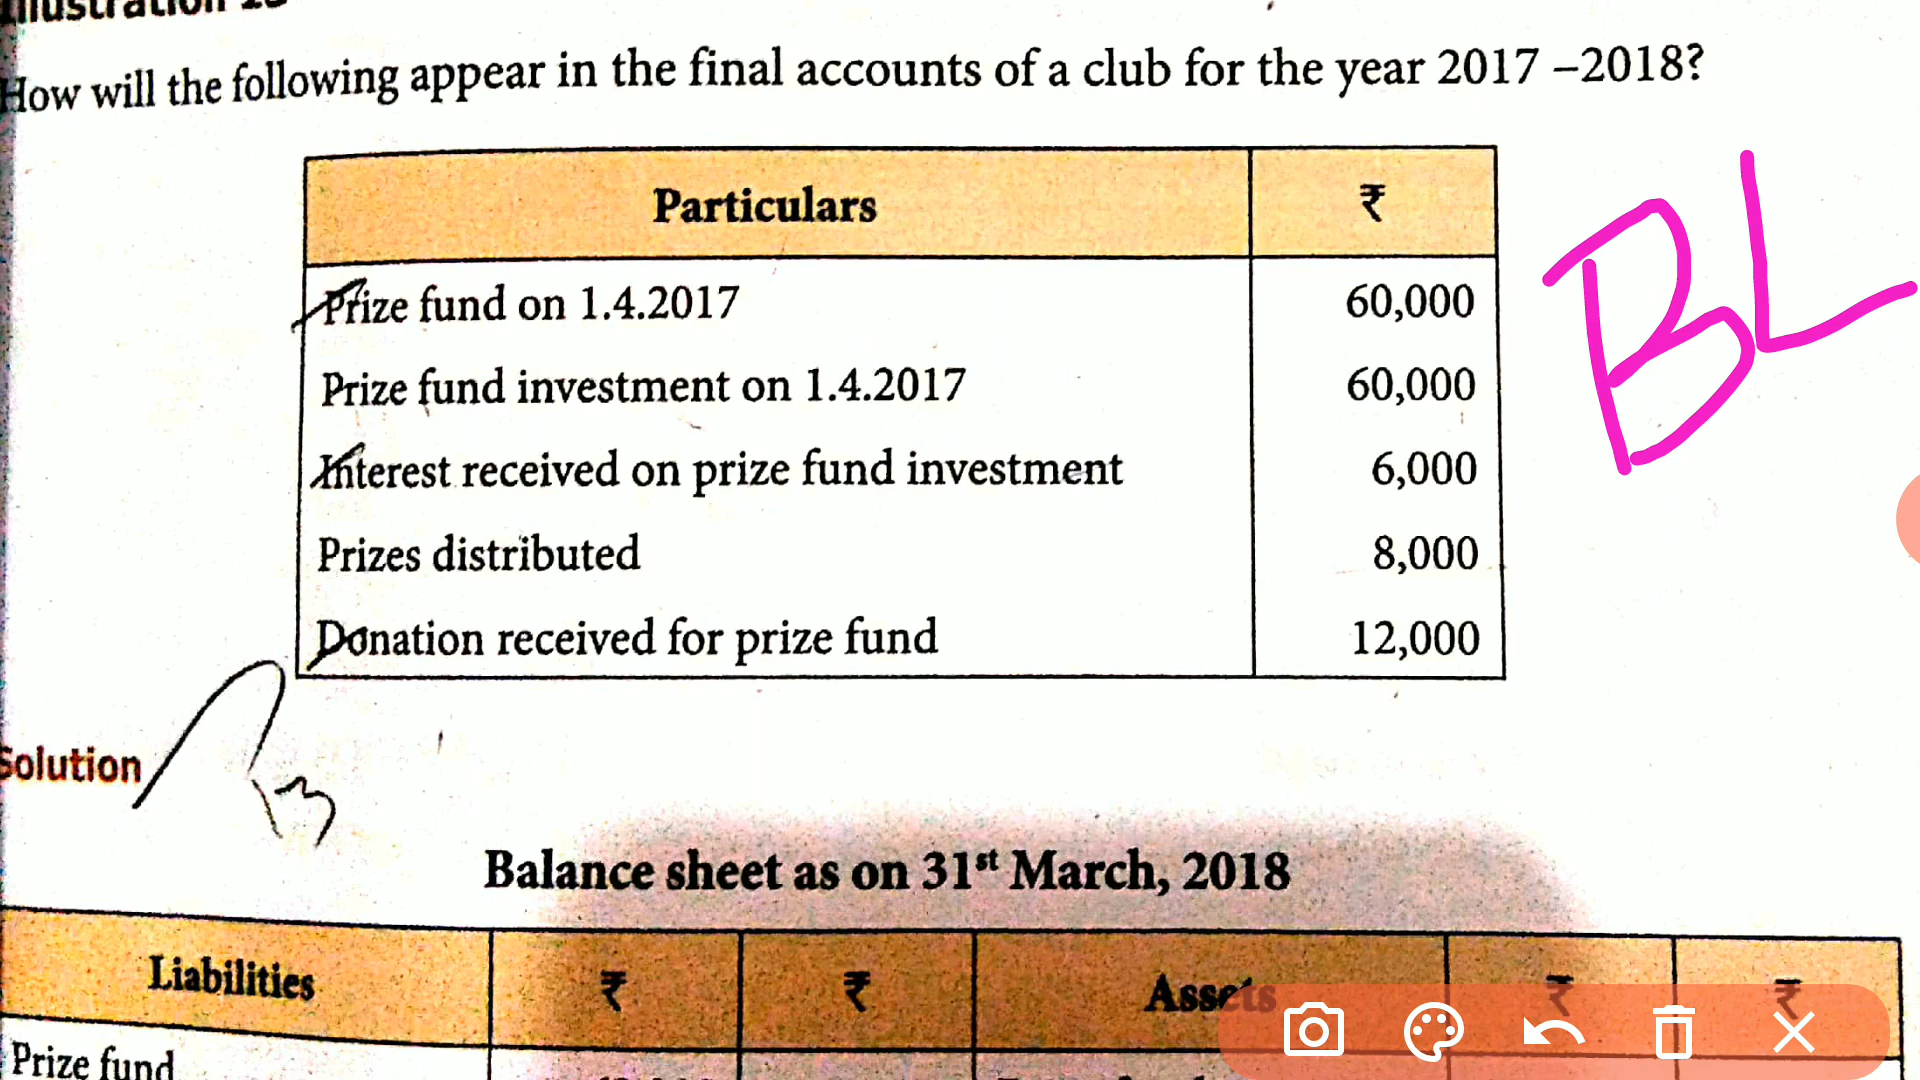 Illustration
How will the following appear in the final accounts of a club for the year 2017 –2018?
Particulars ₹
Prize fund on 1.4.2017 60,000
Prize fund investment on 1.4.2017 60,000
Interest received on prize fund investment 6,000
Prizes distributed 8,000
Donation received for prize fund 12,000
BL
Solution
Balance sheet as on 31st March, 2018
Liabilities ₹ ₹ Assets ₹ ₹
Prize fund